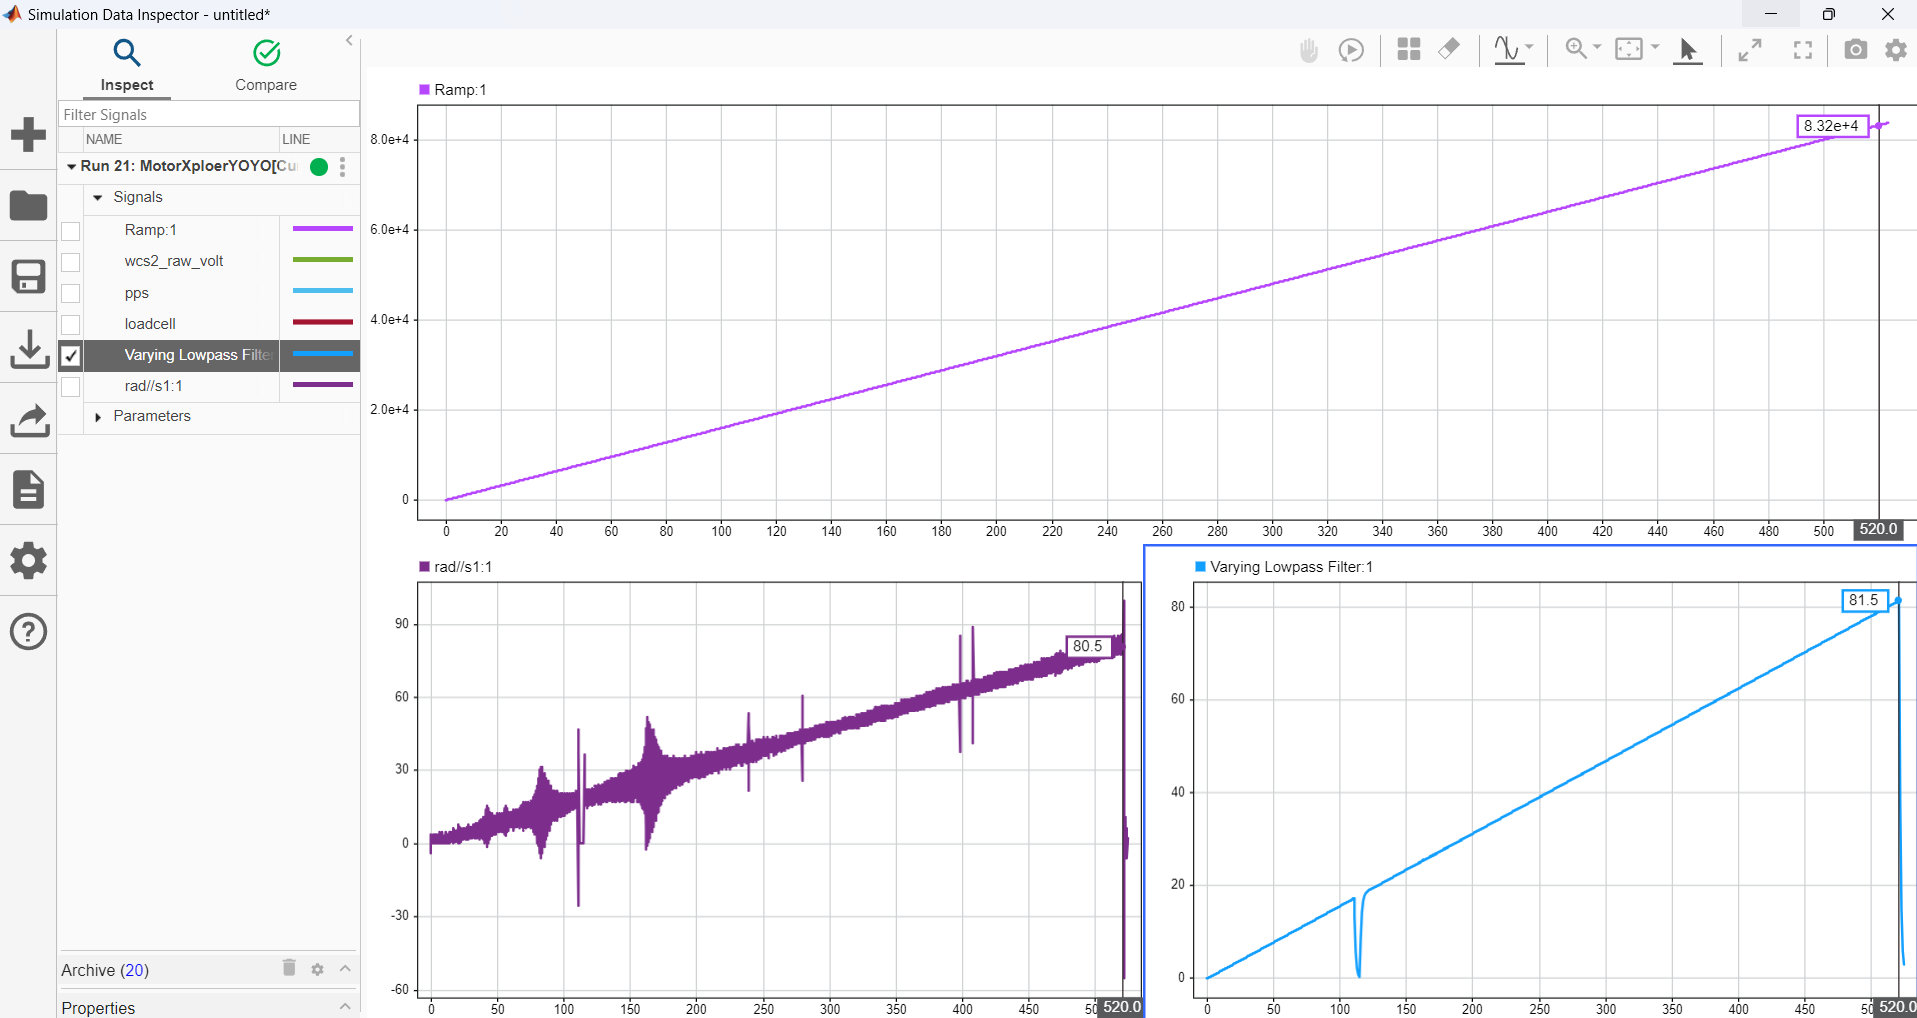 Simulation Data Inspector - untitled*
Inspect
Compare
Filter Signals
NAME
LINE
Run 21: MotorXploerYOYO[Cu
Signals
Ramp:1
wcs2_raw_volt
pps
loadcell
Varying Lowpass Filte
rad//s1:1
Parameters
Archive (20)
Properties
Ramp:1
8.0e+4
6.0e+4
4.0e+4
2.0e+4
0
8.32e+4
0 20 40 60 80 100 120 140 160 180 200 220 240 260 280 300 320 340 360 380 400 420 440 460 480 500 520.0
rad//s1:1
90
60
30
0
-30
-60
80.5
0 50 100 150 200 250 300 350 400 450 50 520.0
Varying Lowpass Filter:1
80
60
40
20
0
81.5
0 50 100 150 200 250 300 350 400 450 50 520.0